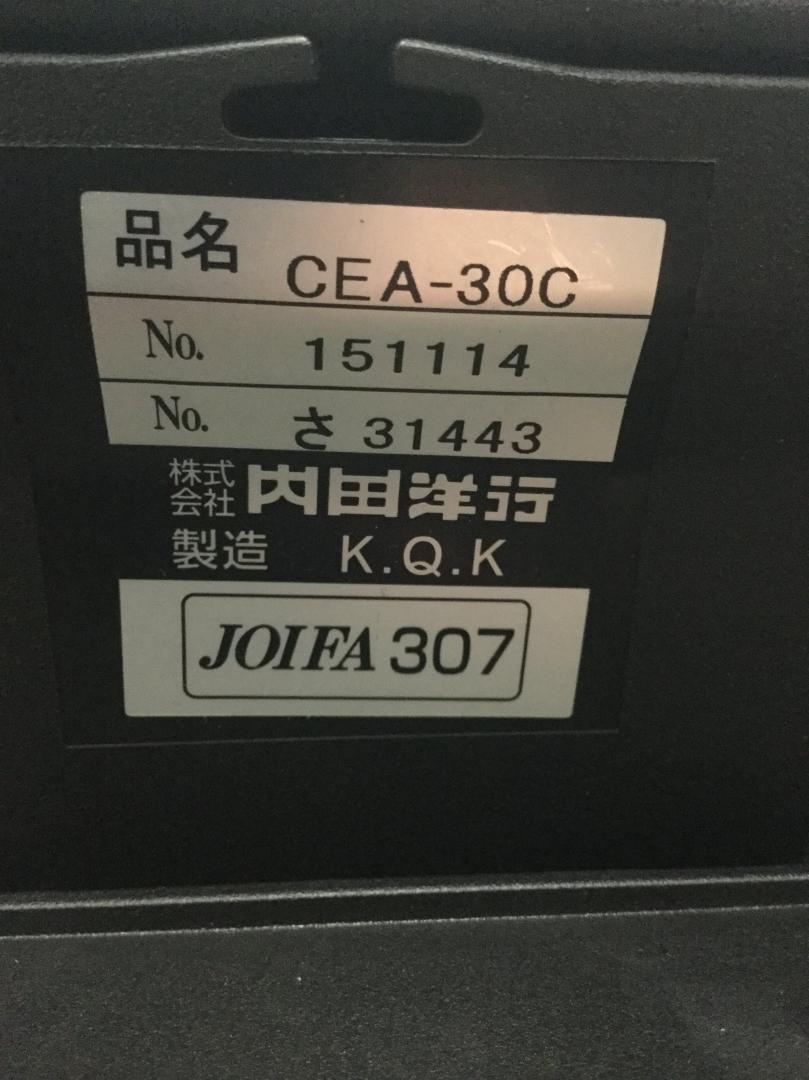 品名 CEA-30C
No. 151114
No. さ 31443
株式会社 内田洋行
製造 K.Q.K
JOIFA 307